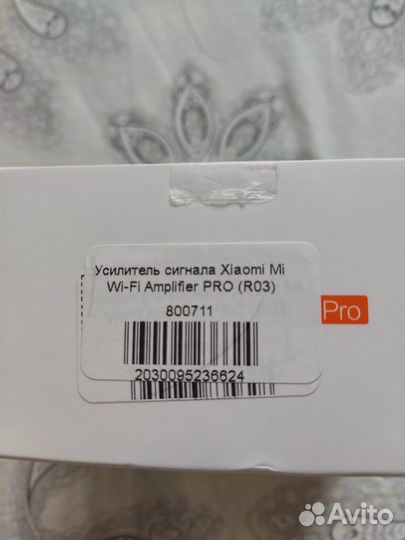 Усилитель сигнала Xiaomi Mi
Wi-Fi Amplifier PRO (R03)
800711
Pro
2030095236624
Avito